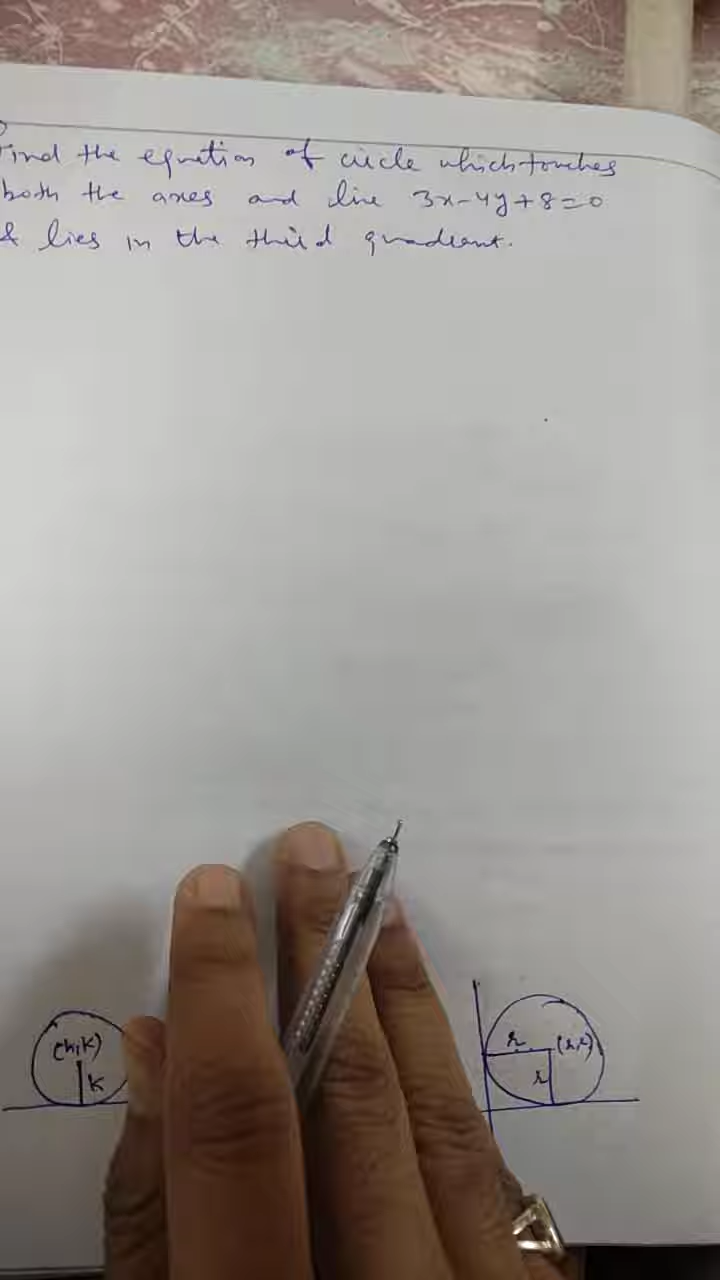 Find the equation of circle which touches
both the axes and line 3x-4y+8=0
& lies in the third quadrant.
(h,k)
k
r
(r,r)
r